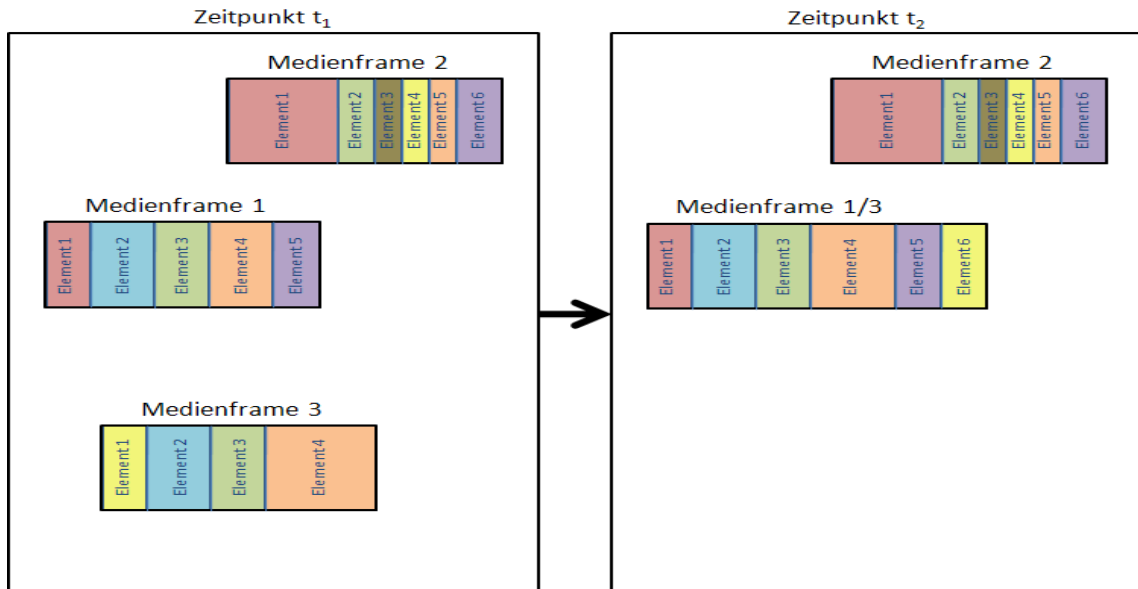 Zeitpunkt t₁
Medienframe 2
Element1
Element2
Element3
Element4
Element5
Element6
Medienframe 1
Element1
Element2
Element3
Element4
Element5
Medienframe 3
Element1
Element2
Element3
Element4
Zeitpunkt t₂
Medienframe 2
Element1
Element2
Element3
Element4
Element5
Element6
Medienframe 1/3
Element1
Element2
Element3
Element4
Element5
Element6